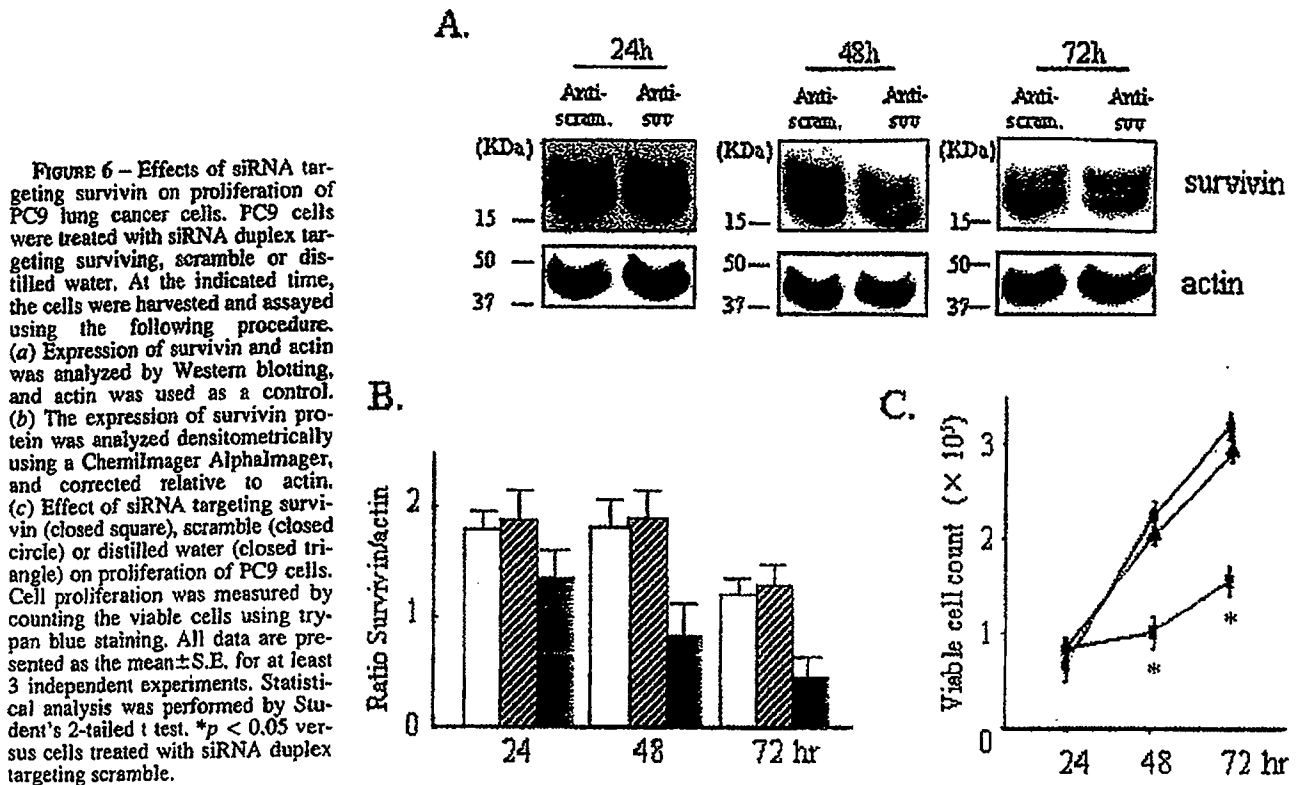 FIGURE 6 – Effects of siRNA tar-
geting survivin on proliferation of
PC9 lung cancer cells. PC9 cells
were treated with siRNA duplex tar-
geting surviving, scramble or dis-
tilled water. At the indicated time,
the cells were harvested and assayed
using the following procedure.
(a) Expression of survivin and actin
was analyzed by Western blotting,
and actin was used as a control.
(b) The expression of survivin pro-
tein was analyzed densitometrically
using a ChemiImager AlphaImager,
and corrected relative to actin.
(c) Effect of siRNA targeting survi-
vin (closed square), scramble (closed
circle) or distilled water (closed tri-
angle) on proliferation of PC9 cells.
Cell proliferation was measured by
counting the viable cells using try-
pan blue staining. All data are pre-
sented as the mean±S.E. for at least
3 independent experiments. Statisti-
cal analysis was performed by Stu-
dent's 2-tailed t test. *p < 0.05 ver-
sus cells treated with siRNA duplex
targeting scramble.
A.
24h 48h 72h
Anti- Anti- Anti- Anti- Anti- Anti-
scram. suv scram. suv scram. suv
(KDa) (KDa) (KDa)
survivin
15 15 15
50 50 50
actin
37 37 37
B.
Ratio Survivin/actin
2
1
0
24 48 72 hr
C.
Viable cell count (× 10⁵)
3
2
1
0
* *
24 48 72 hr